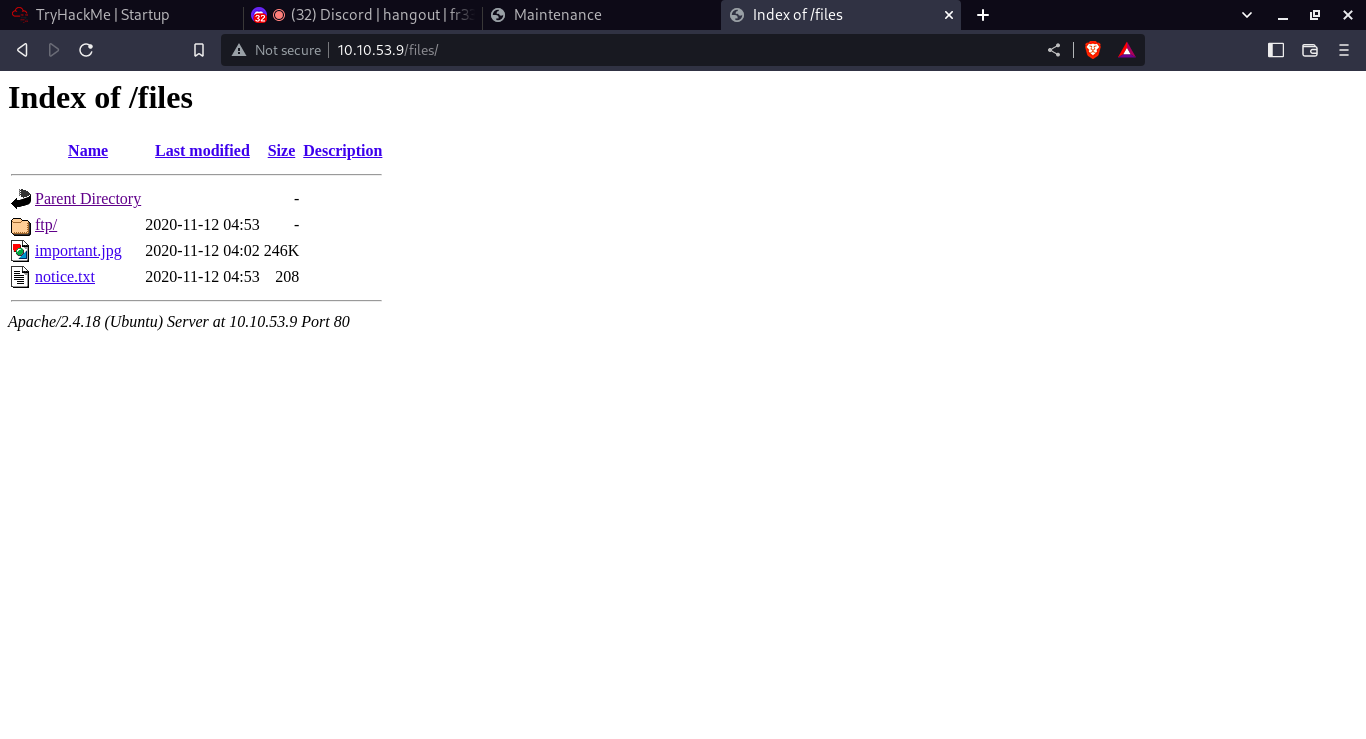 TryHackMe | Startup
32 (32) Discord | hangout | fr33
Maintenance
Index of /files
Not secure 10.10.53.9/files/
Index of /files
Name Last modified Size Description
Parent Directory -
ftp/ 2020-11-12 04:53 -
important.jpg 2020-11-12 04:02 246K
notice.txt 2020-11-12 04:53 208
Apache/2.4.18 (Ubuntu) Server at 10.10.53.9 Port 80